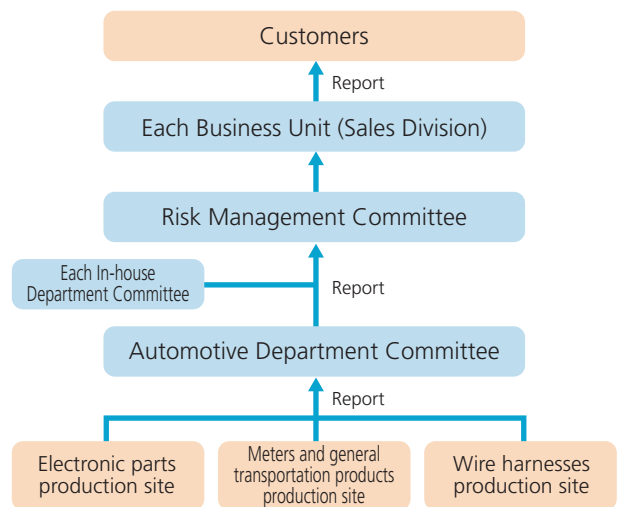 Customers
Report
Each Business Unit (Sales Division)
Risk Management Committee
Each In-house
Department Committee
Report
Automotive Department Committee
Report
Electronic parts
production site
Meters and general
transportation products
production site
Wire harnesses
production site